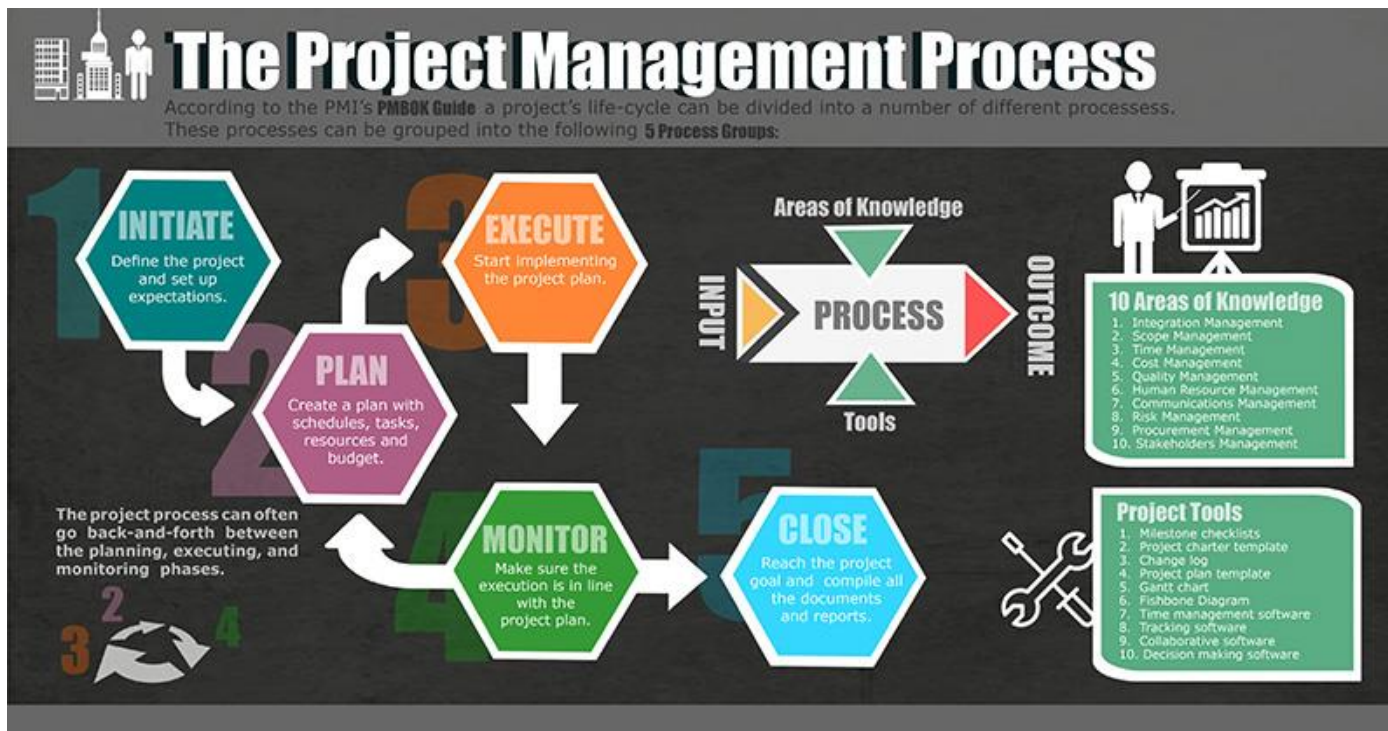 The Project Management Process
According to the PMI's PMBOK Guide a project's life-cycle can be divided into a number of different processess.
These processes can be grouped into the following 5 Process Groups:
1
INITIATE
Define the project
and set up
expectations.
2
PLAN
Create a plan with
schedules, tasks,
resources and
budget.
3
EXECUTE
Start implementing
the project plan.
4
MONITOR
Make sure the
execution is in line
with the
project plan.
5
CLOSE
Reach the project
goal and compile all
the documents
and reports.
The project process can often
go back-and-forth between
the planning, executing, and
monitoring phases.
2
3
4
Areas of Knowledge
INPUT
PROCESS
OUTCOME
Tools
10 Areas of Knowledge
1. Integration Management
2. Scope Management
3. Time Management
4. Cost Management
5. Quality Management
6. Human Resource Management
7. Communications Management
8. Risk Management
9. Procurement Management
10. Stakeholders Management
Project Tools
1. Milestone checklists
2. Project charter template
3. Change log
4. Project plan template
5. Gantt chart
6. Fishbone Diagram
7. Time management software
8. Tracking software
9. Collaborative software
10. Decision making software